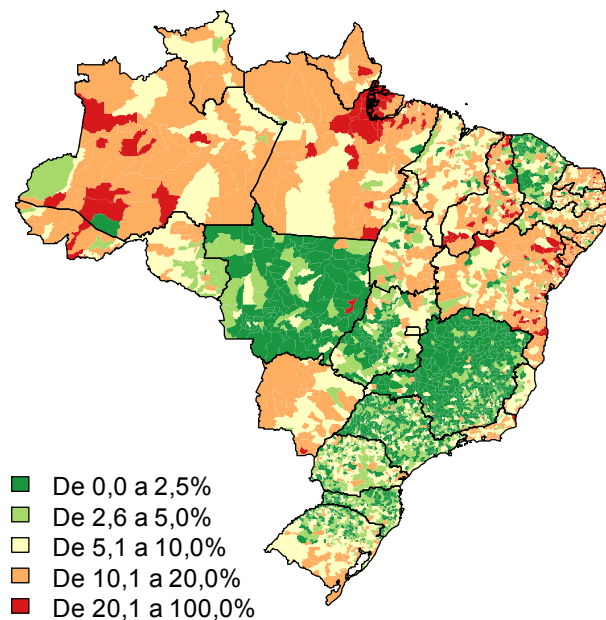 De 0,0 a 2,5%
De 2,6 a 5,0%
De 5,1 a 10,0%
De 10,1 a 20,0%
De 20,1 a 100,0%